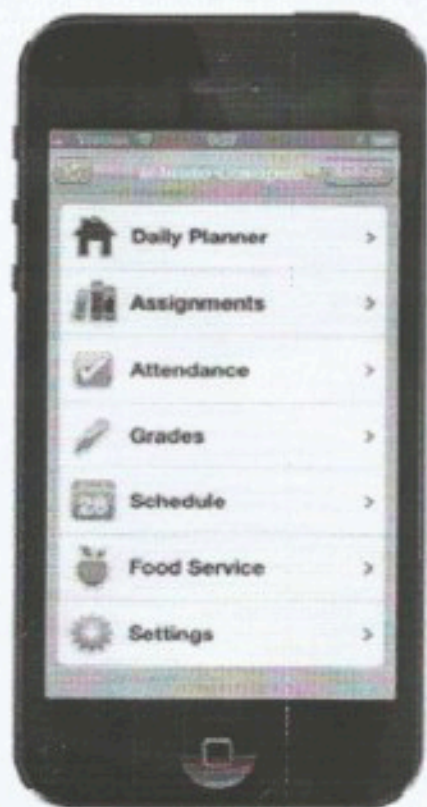 Daily Planner
Assignments
Attendance
Grades
Schedule
Food Service
Settings